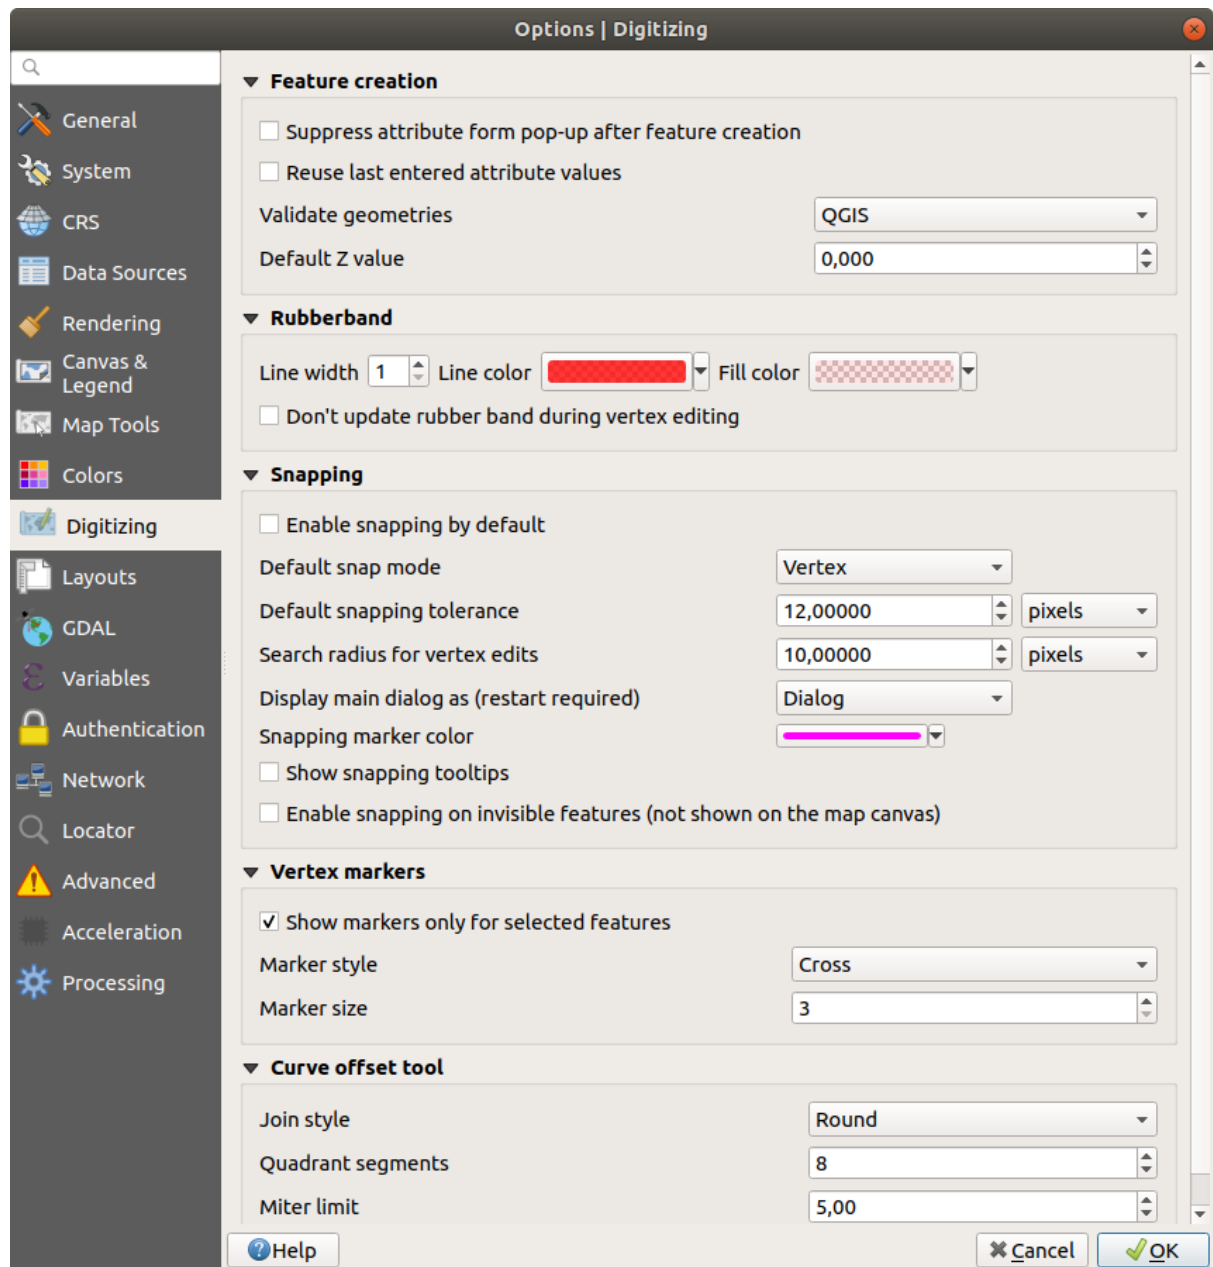 Options | Digitizing
General
System
CRS
Data Sources
Rendering
Canvas &
Legend
Map Tools
Colors
Digitizing
Layouts
GDAL
Variables
Authentication
Network
Locator
Advanced
Acceleration
Processing
Feature creation
Suppress attribute form pop-up after feature creation
Reuse last entered attribute values
Validate geometries QGIS
Default Z value 0,000
Rubberband
Line width 1 Line color Fill color
Don't update rubber band during vertex editing
Snapping
Enable snapping by default
Default snap mode Vertex
Default snapping tolerance 12,00000 pixels
Search radius for vertex edits 10,00000 pixels
Display main dialog as (restart required) Dialog
Snapping marker color
Show snapping tooltips
Enable snapping on invisible features (not shown on the map canvas)
Vertex markers
Show markers only for selected features
Marker style Cross
Marker size 3
Curve offset tool
Join style Round
Quadrant segments 8
Miter limit 5,00
Help Cancel OK